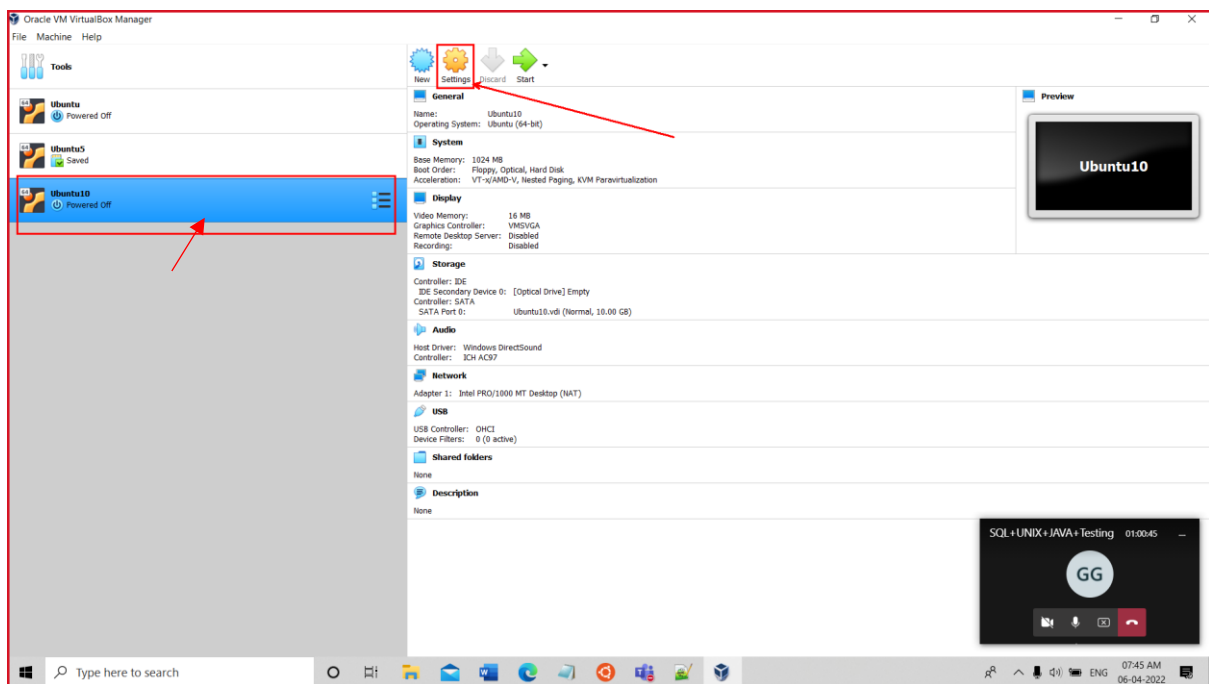 Oracle VM VirtualBox Manager
File Machine Help
Tools
Ubuntu
Powered Off
Ubuntu5
Saved
Ubuntu10
Powered Off
New Settings Discard Start
General
Name: Ubuntu10
Operating System: Ubuntu (64-bit)
System
Base Memory: 1024 MB
Boot Order: Floppy, Optical, Hard Disk
Acceleration: VT-x/AMD-V, Nested Paging, KVM Paravirtualization
Display
Video Memory: 16 MB
Graphics Controller: VMSVGA
Remote Desktop Server: Disabled
Recording: Disabled
Storage
Controller: IDE
IDE Secondary Device 0: [Optical Drive] Empty
Controller: SATA
SATA Port 0: Ubuntu10.vdi (Normal, 10.00 GB)
Audio
Host Driver: Windows DirectSound
Controller: ICH AC97
Network
Adapter 1: Intel PRO/1000 MT Desktop (NAT)
USB
USB Controller: OHCI
Device Filters: 0 (0 active)
Shared folders
None
Description
None
Preview
Ubuntu10
SQL+UNIX+JAVA+Testing 01:00:45
GG
Type here to search
ENG
07:45 AM
06-04-2022